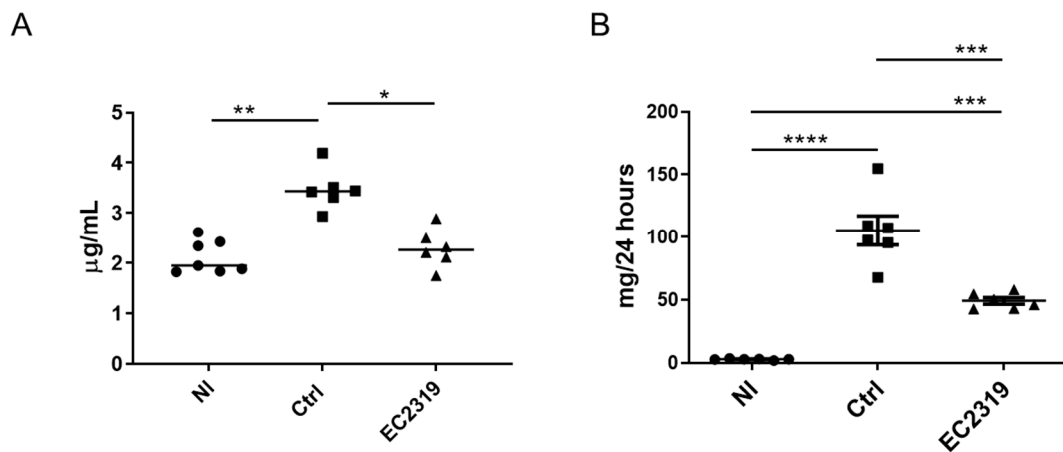 A
**
*
5
4
3
2
1
0
µg/mL
NI
Ctrl
EC2319
B
***
***
****
200
150
100
50
0
mg/24 hours
NI
Ctrl
EC2319